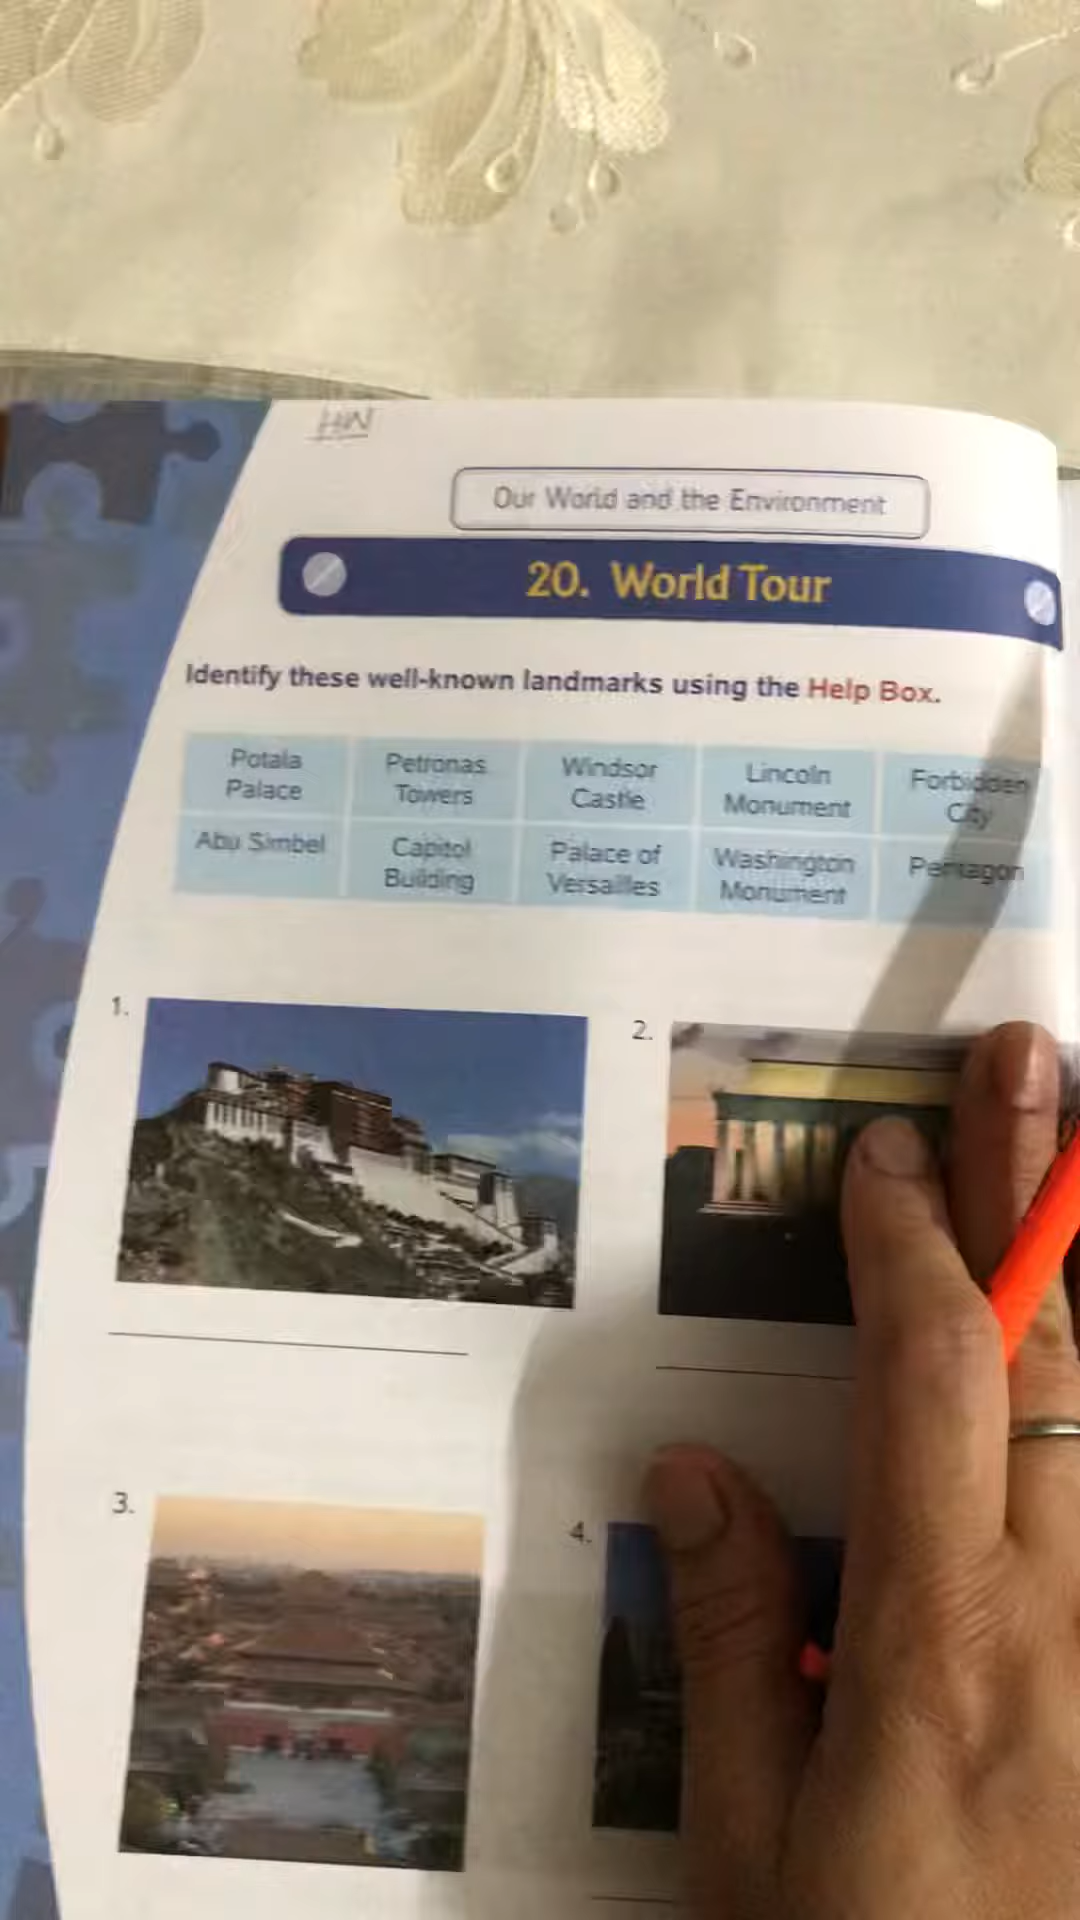 HW
Our World and the Environment
20. World Tour
Identify these well-known landmarks using the Help Box.
Potala Palace
Petronas Towers
Windsor Castle
Lincoln Monument
Forbidden City
Abu Simbel
Capitol Building
Palace of Versailles
Washington Monument
Pentagon
1.
2.
3.
4.